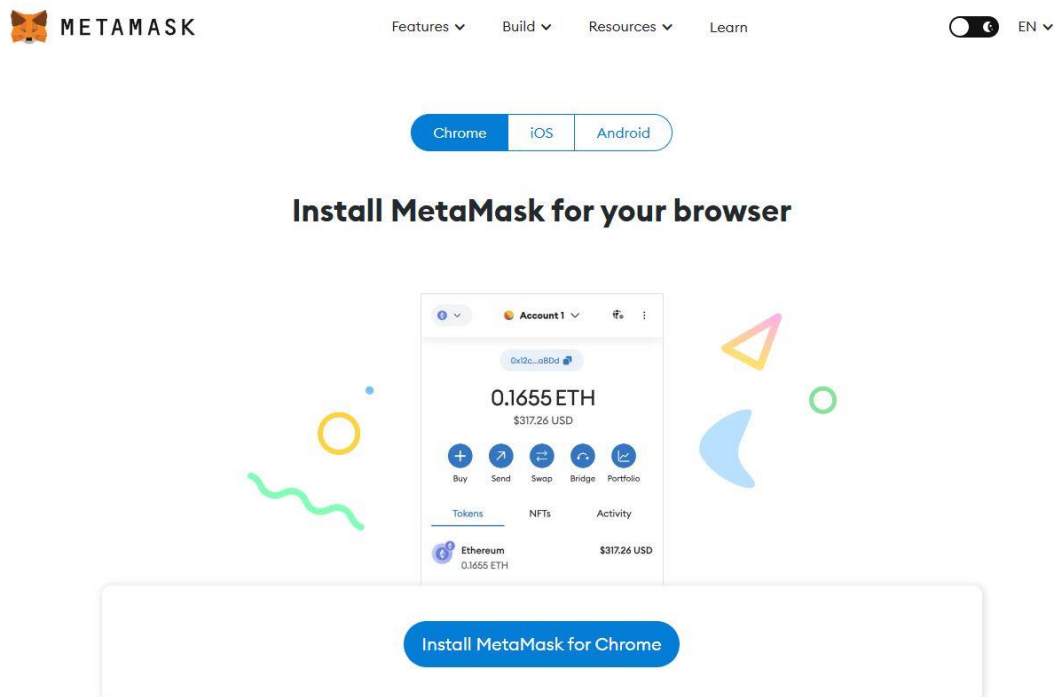 METAMASK
Features Build Resources Learn EN
Chrome iOS Android
Install MetaMask for your browser
Account 1
0x12c...aBDd
0.1655 ETH
$317.26 USD
Buy Send Swap Bridge Portfolio
Tokens NFTs Activity
Ethereum $317.26 USD
0.1655 ETH
Install MetaMask for Chrome